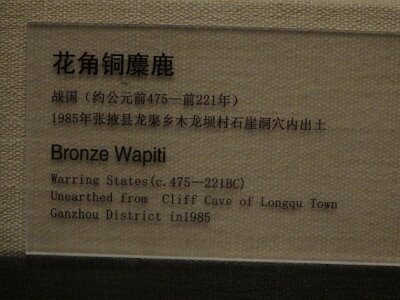 花角铜麋鹿
战国（约公元前475—前221年）
1985年张掖县龙渠乡木龙坝村石崖洞穴内出土
Bronze Wapiti
Warring States(c.475—221BC)
Unearthed from Cliff Cave of Longqu Town
Ganzhou District in1985